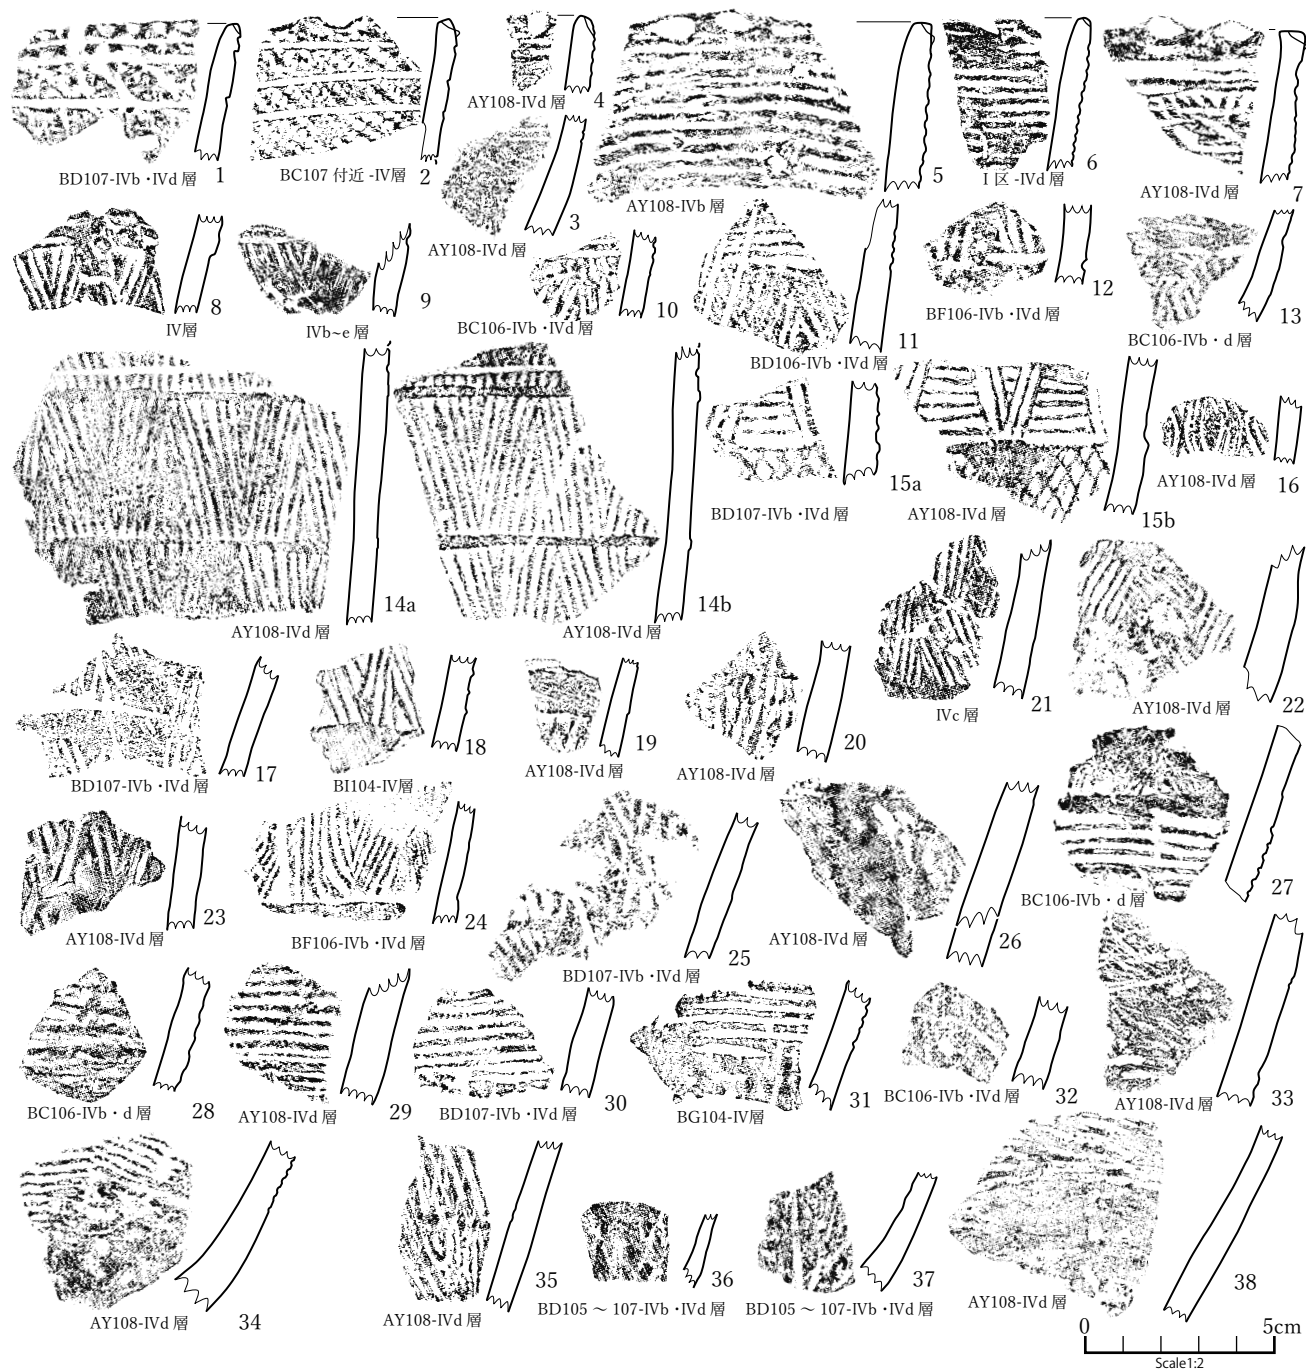 BD107-IVb・IVd層 1
BC107付近-IV層 2
AY108-IVd層 4
AY108-IVd層 3
AY108-IVb層 5
I区-IVd層 6
AY108-IVd層 7
IV層 8
IVb~e層 9
BC106-IVb・IVd層 10
BD106-IVb・IVd層 11
BF106-IVb・IVd層 12
BC106-IVb・d層 13
AY108-IVd層 14a
AY108-IVd層 14b
BD107-IVb・IVd層 15a
AY108-IVd層 15b
AY108-IVd層 16
BD107-IVb・IVd層 17
BI104-IV層 18
AY108-IVd層 19
AY108-IVd層 20
IVc層 21
AY108-IVd層 22
AY108-IVd層 23
BF106-IVb・IVd層 24
BD107-IVb・IVd層 25
AY108-IVd層 26
BC106-IVb・d層 27
BC106-IVb・d層 28
AY108-IVd層 29
BD107-IVb・IVd層 30
BG104-IV層 31
BC106-IVb・IVd層 32
AY108-IVd層 33
AY108-IVd層 34
AY108-IVd層 35
BD105～107-IVb・IVd層 36
BD105～107-IVb・IVd層 37
AY108-IVd層 38
0 5cm
Scale1:2